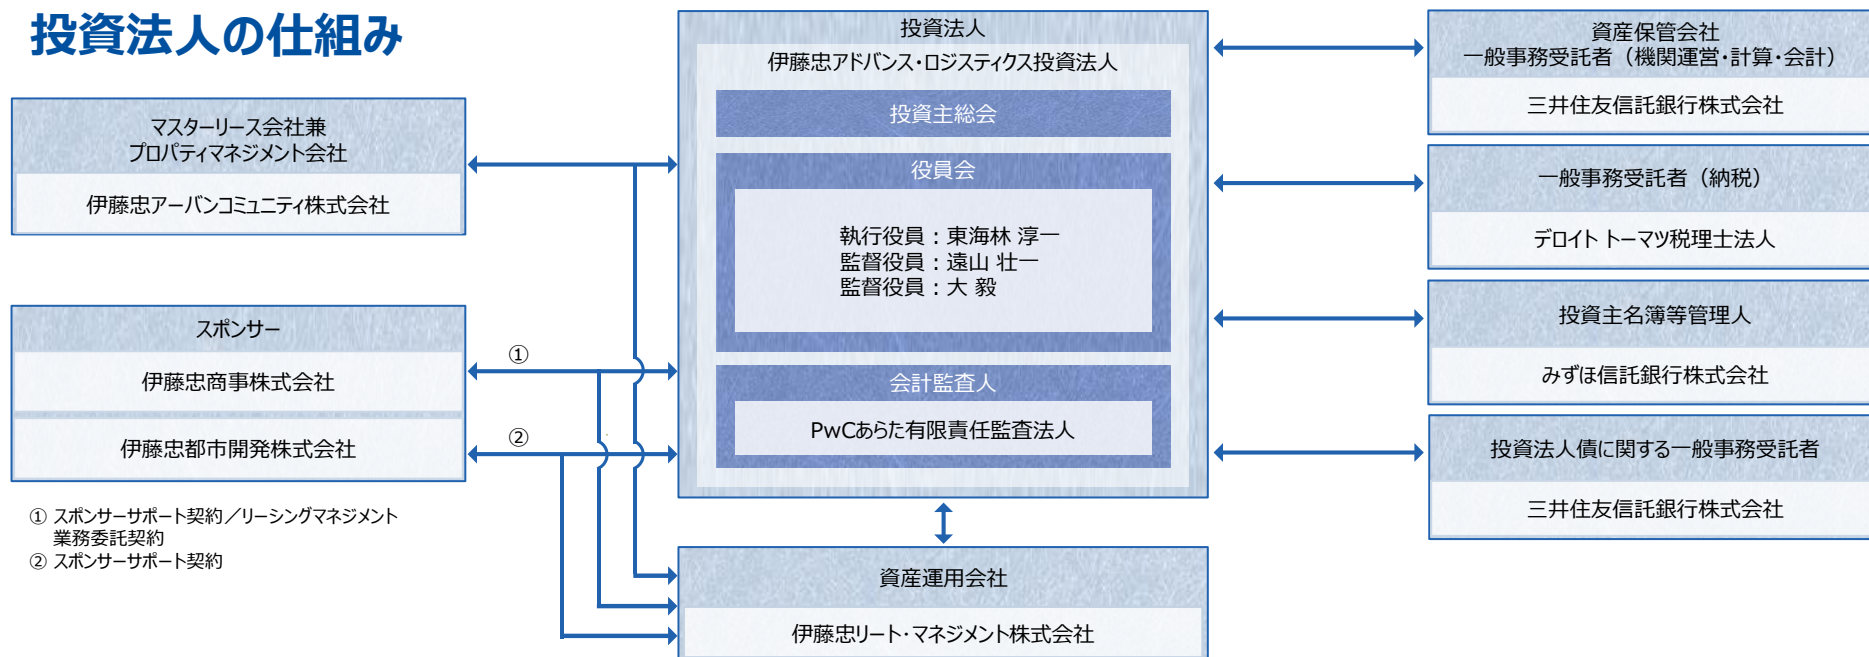 投資法人の仕組み
マスターリース会社兼
プロパティマネジメント会社
伊藤忠アーバンコミュニティ株式会社
スポンサー
伊藤忠商事株式会社
伊藤忠都市開発株式会社
① スポンサーサポート契約／リーシングマネジメント
業務委託契約
② スポンサーサポート契約
①
②
投資法人
伊藤忠アドバンス・ロジスティクス投資法人
投資主総会
役員会
執行役員：東海林 淳一
監督役員：遠山 壮一
監督役員：大 毅
会計監査人
PwCあらた有限責任監査法人
資産運用会社
伊藤忠リート・マネジメント株式会社
資産保管会社
一般事務受託者（機関運営・計算・会計）
三井住友信託銀行株式会社
一般事務受託者（納税）
デロイト トーマツ税理士法人
投資主名簿等管理人
みずほ信託銀行株式会社
投資法人債に関する一般事務受託者
三井住友信託銀行株式会社